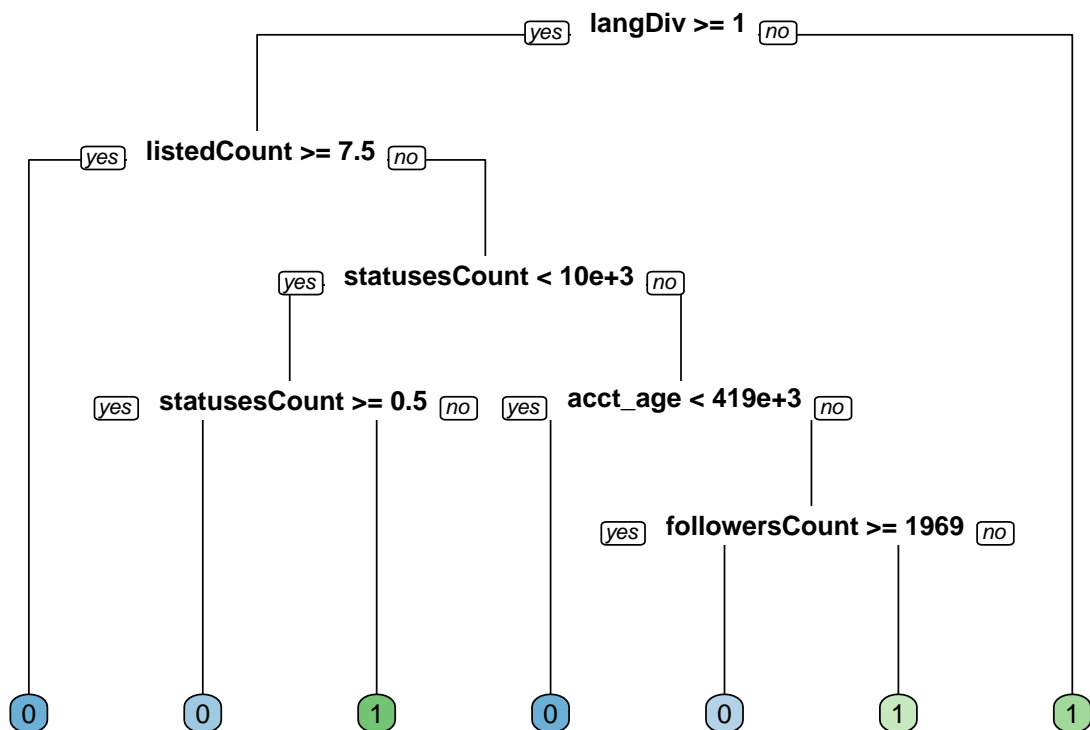 yes langDiv >= 1 no
yes listedCount >= 7.5 no
yes statusesCount < 10e+3 no
yes statusesCount >= 0.5 no yes acct_age < 419e+3 no
yes followersCount >= 1969 no
0 0 1 0 0 1 1